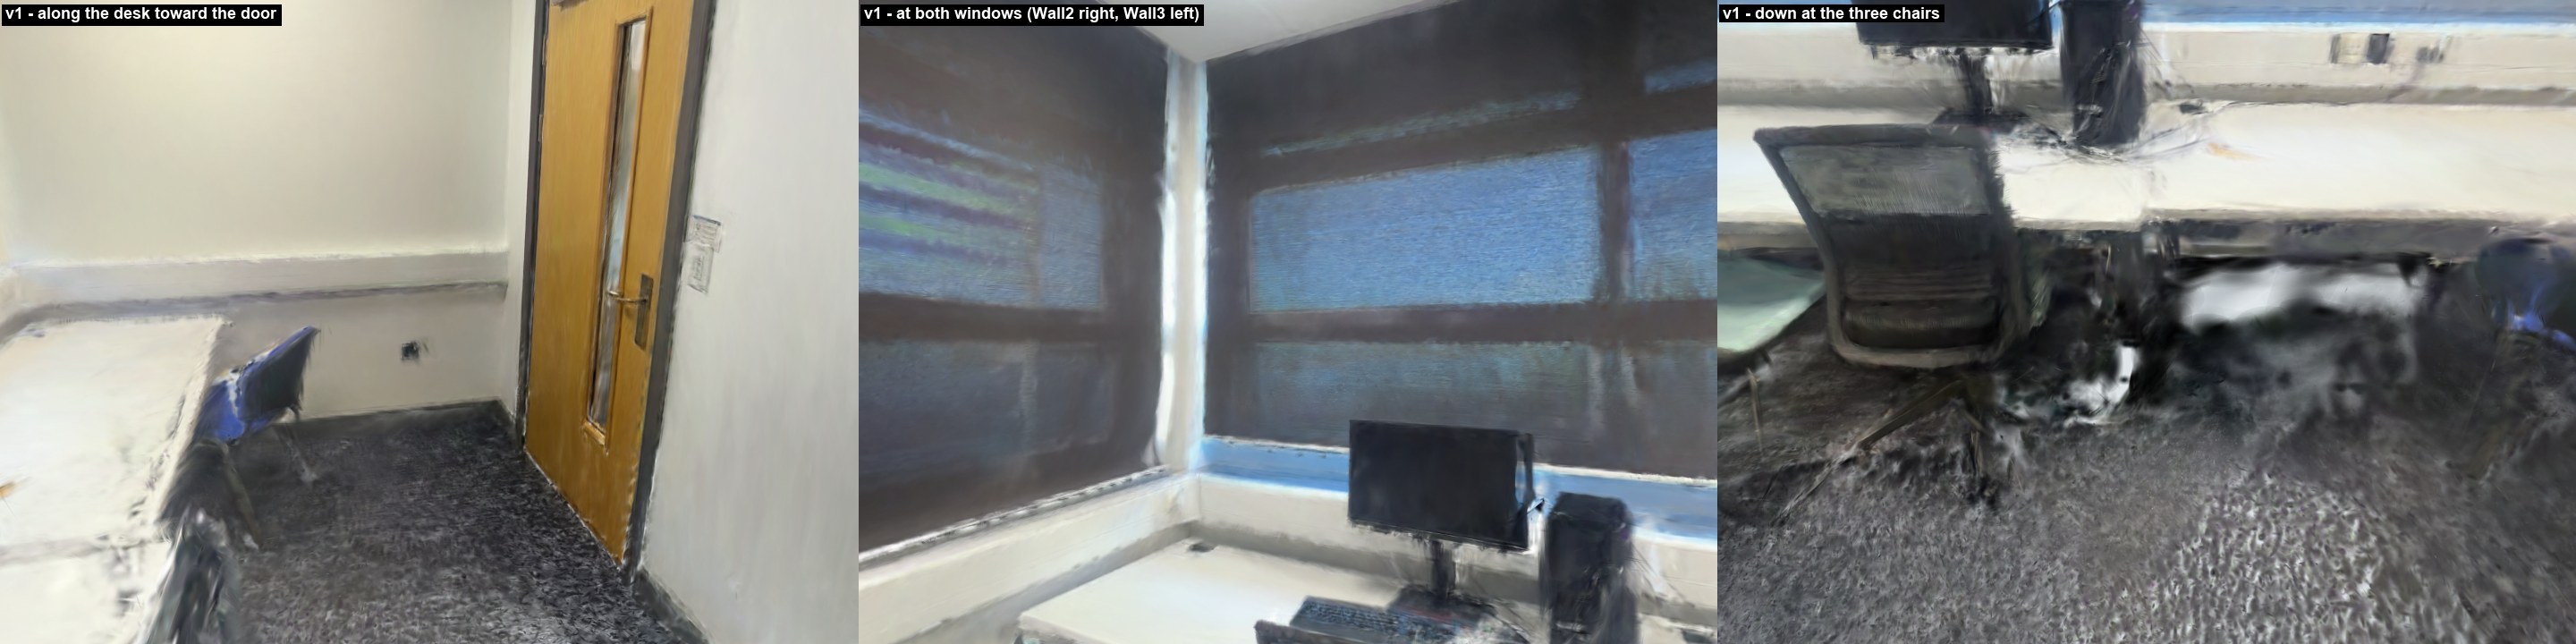 v1 - along the desk toward the door
v1 - at both windows (Wall2 right, Wall3 left)
v1 - down at the three chairs